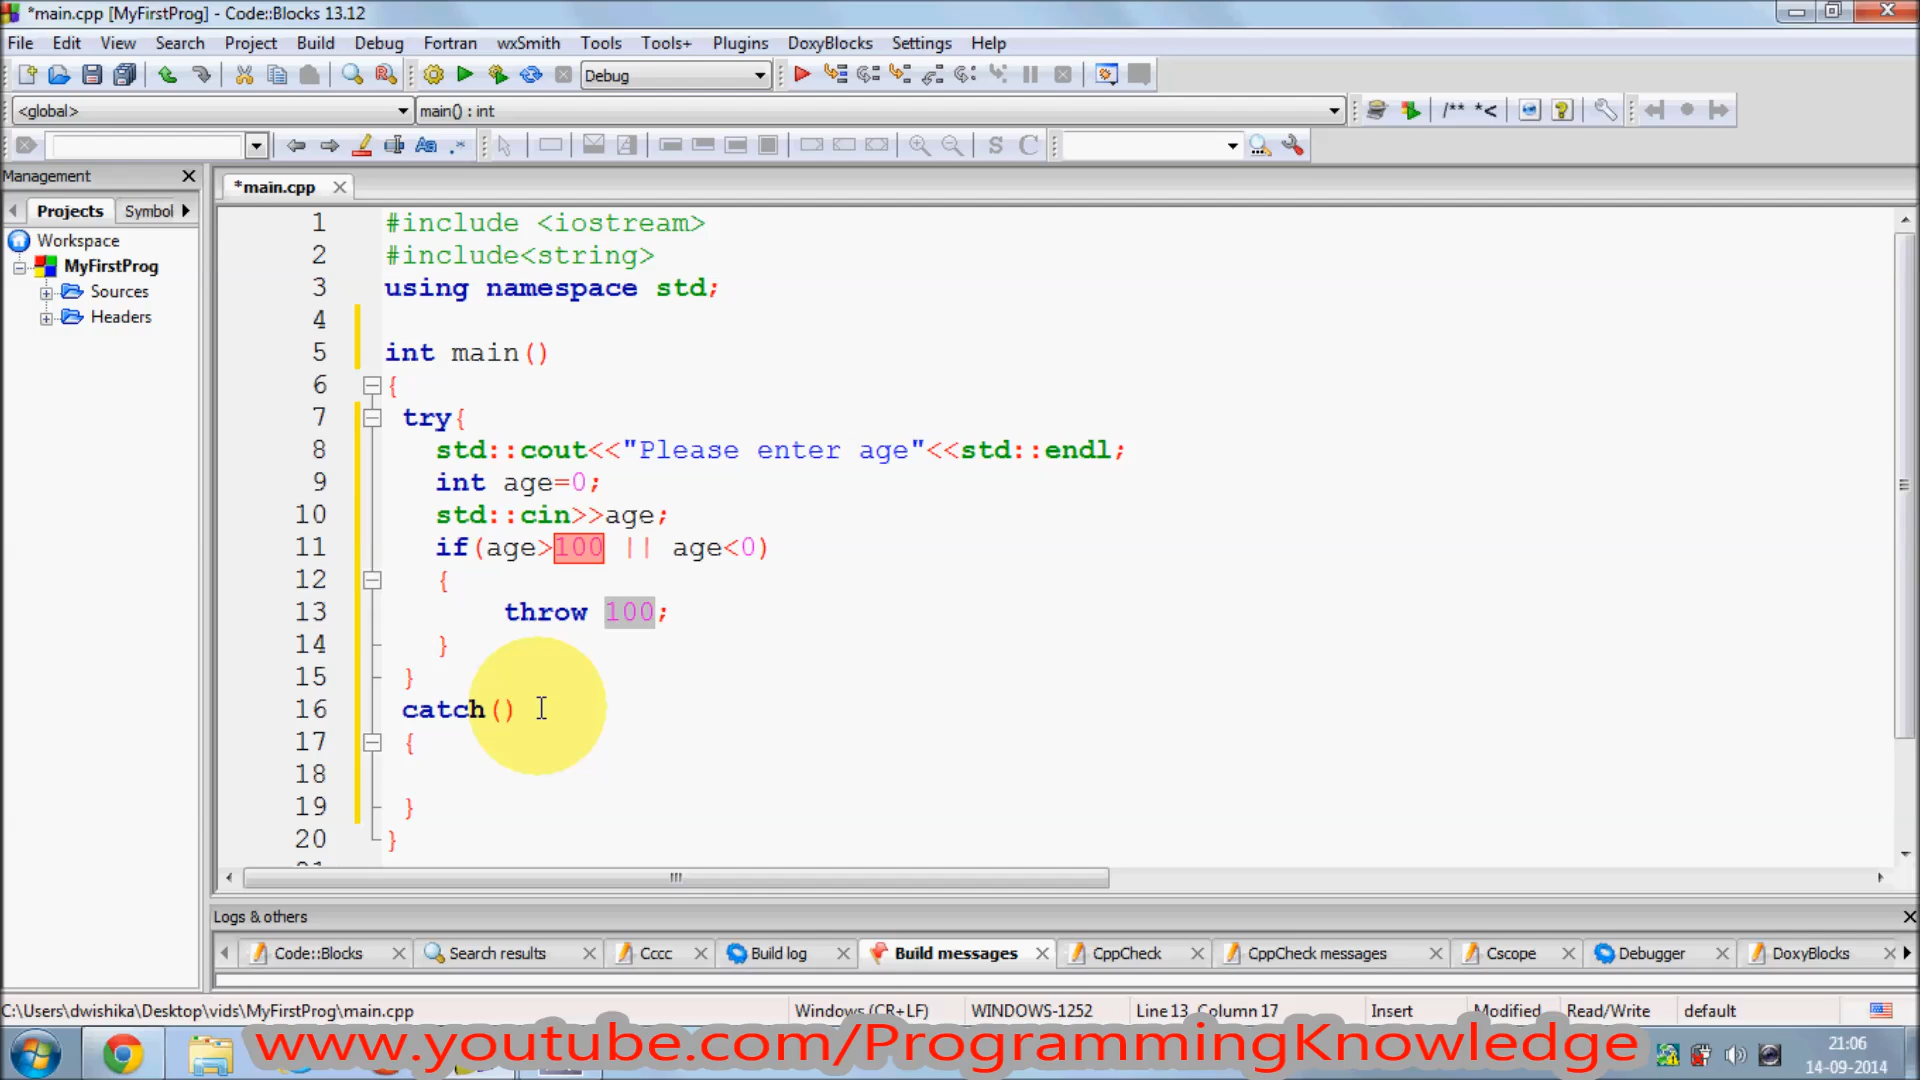 *main.cpp [MyFirstProg] - Code::Blocks 13.12
File Edit View Search Project Build Debug Fortran wxSmith Tools Tools+ Plugins DoxyBlocks Settings Help
Debug
<global> main() : int /** *<
Aa .* S C
Management
*main.cpp
Projects Symbol
Workspace
MyFirstProg
Sources
Headers
1 #include <iostream>
2 #include<string>
3 using namespace std;
4
5 int main()
6 {
7 try{
8 std::cout<<"Please enter age"<<std::endl;
9 int age=0;
10 std::cin>>age;
11 if(age>100 || age<0)
12 {
13 throw 100;
14 }
15 }
16 catch()
17 {
18
19 }
20 }
Logs & others
Code::Blocks Search results Cccc Build log Build messages CppCheck CppCheck messages Cscope Debugger DoxyBlocks
C:\Users\dwishika\Desktop\vids\MyFirstProg\main.cpp Windows (CR+LF) WINDOWS-1252 Line 13, Column 17 Insert Modified Read/Write default
www.youtube.com/ProgrammingKnowledge
21:06
14-09-2014